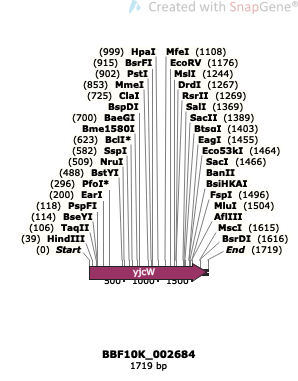 Created with SnapGene®
(999) HpaI MfeI (1108)
(915) BsrFI EcoRV (1176)
(902) PstI MslI (1244)
(853) MmeI DrdI (1267)
(725) ClaI RsrII (1269)
BspDI SalI (1369)
(700) BaeGI SacII (1389)
Bme1580I BtsαI (1403)
(623) BclI* EagI (1455)
(582) SspI Eco53kI (1464)
(509) NruI SacI (1466)
(488) BstYI BanII
(296) PfoI* BsiHKAI
(200) EarI FspI (1496)
(118) PspFI MluI (1504)
(114) BseYI AflIII
(106) TaqII MscI (1615)
(39) HindIII BsrDI (1616)
(0) Start End (1719)
yjcW
500 1000 1500
BBF10K_002684
1719 bp